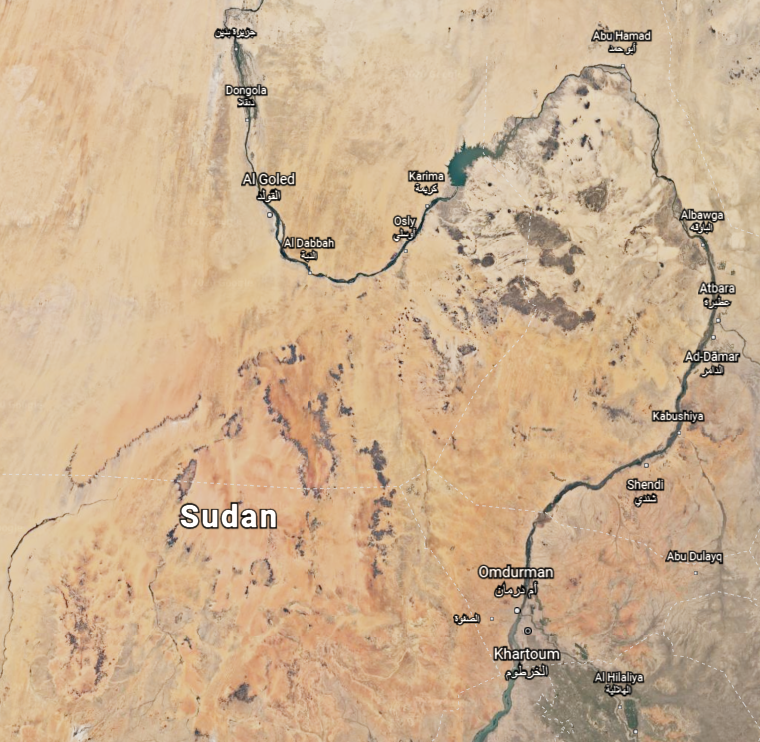 جزيرة بنين
Abu Hamad
أبو حمد
Dongola
دنقلا
Karima
كريمة
Al Goled
القولد
Osly
أوسلي
Albawga
الباوقه
Al Dabbah
الدبة
Atbara
عطبرة
Ad-Dāmar
الدامر
Kabushiya
Shendi
شندي
Sudan
Abu Dulayq
Omdurman
أم درمان
الصفوة
Khartoum
الخرطوم
Al Hilaliya
الهلالية